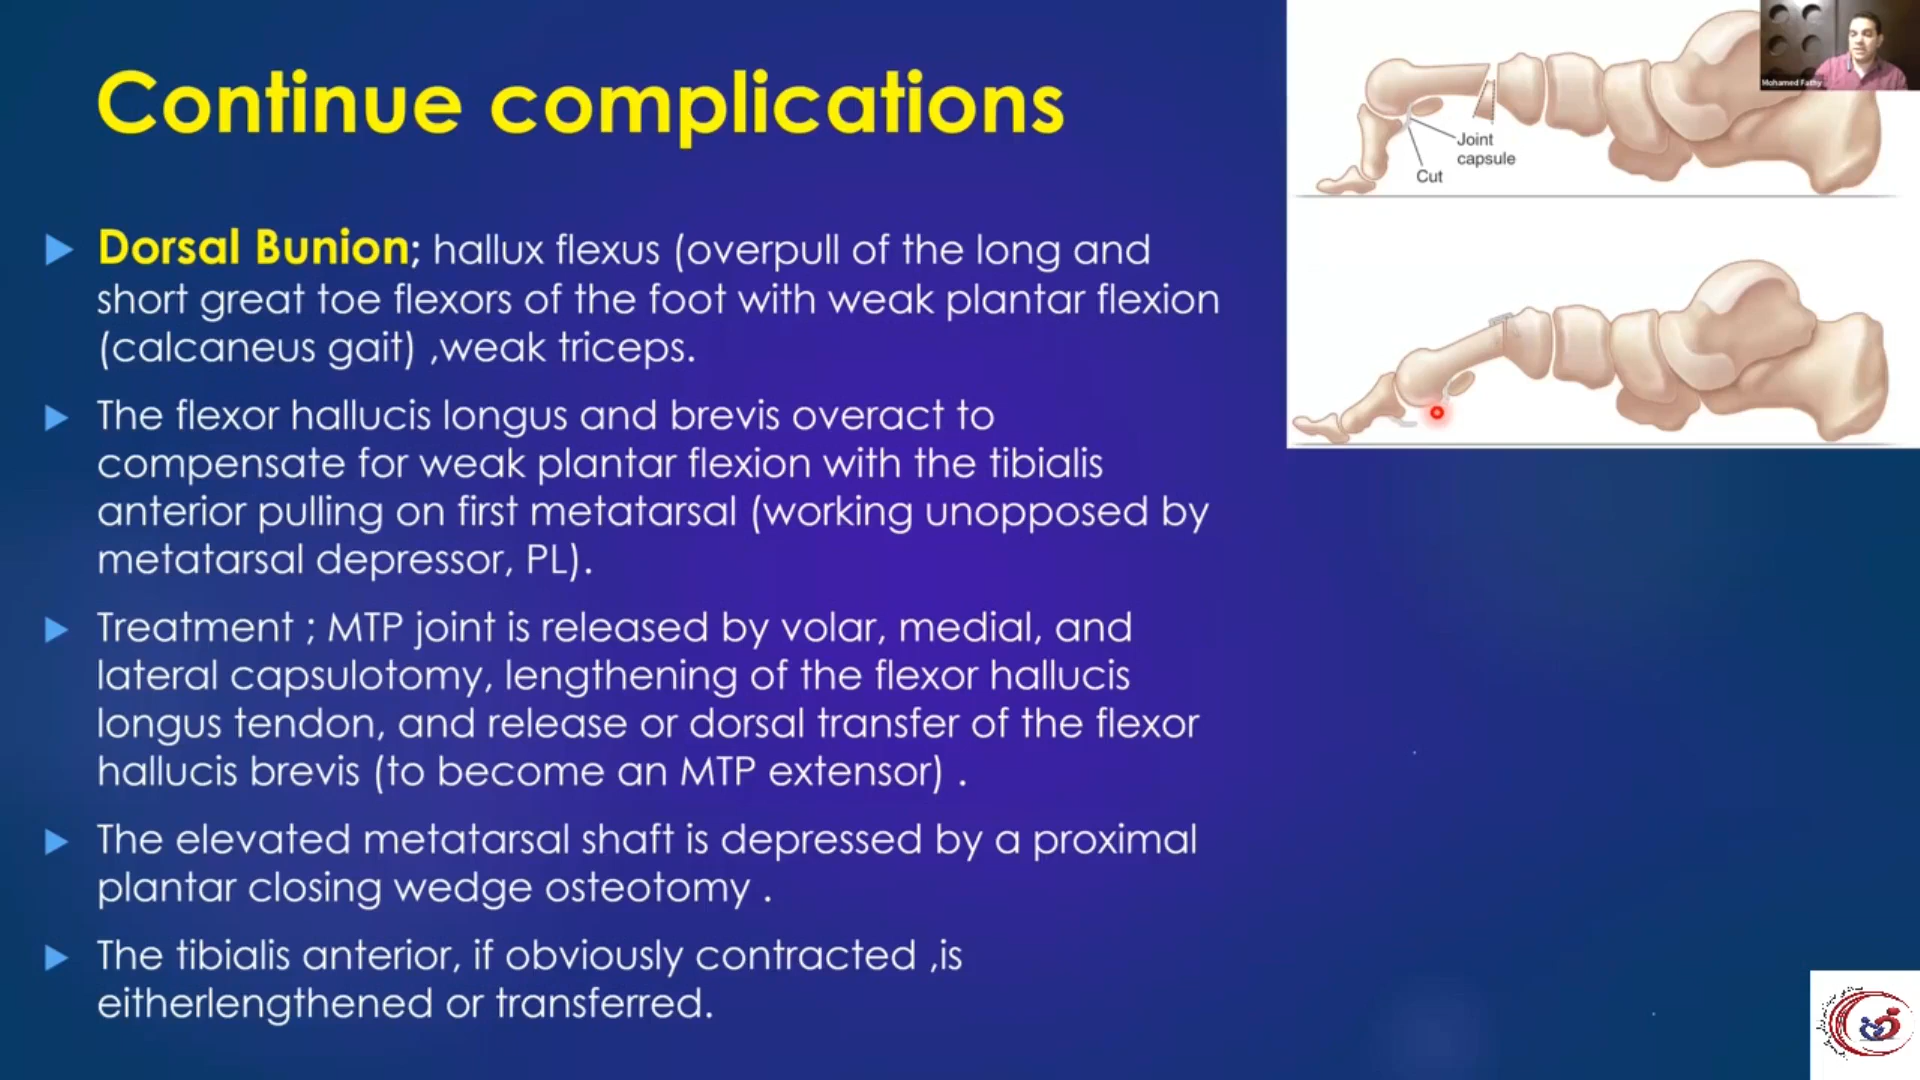 Continue complications
Dorsal Bunion; hallux flexus (overpull of the long and
short great toe flexors of the foot with weak plantar flexion
(calcaneus gait) ,weak triceps.
The flexor hallucis longus and brevis overact to
compensate for weak plantar flexion with the tibialis
anterior pulling on first metatarsal (working unopposed by
metatarsal depressor, PL).
Treatment ; MTP joint is released by volar, medial, and
lateral capsulotomy, lengthening of the flexor hallucis
longus tendon, and release or dorsal transfer of the flexor
hallucis brevis (to become an MTP extensor) .
The elevated metatarsal shaft is depressed by a proximal
plantar closing wedge osteotomy .
The tibialis anterior, if obviously contracted ,is
eitherlengthened or transferred.
Joint
capsule
Cut
Mohamed Fathy